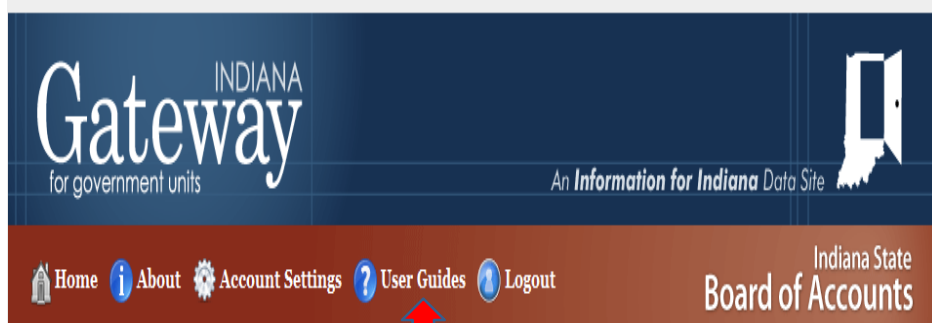 INDIANA
Gateway
for government units
An Information for Indiana Data Site
Home i About Account Settings ? User Guides Logout
Indiana State
Board of Accounts